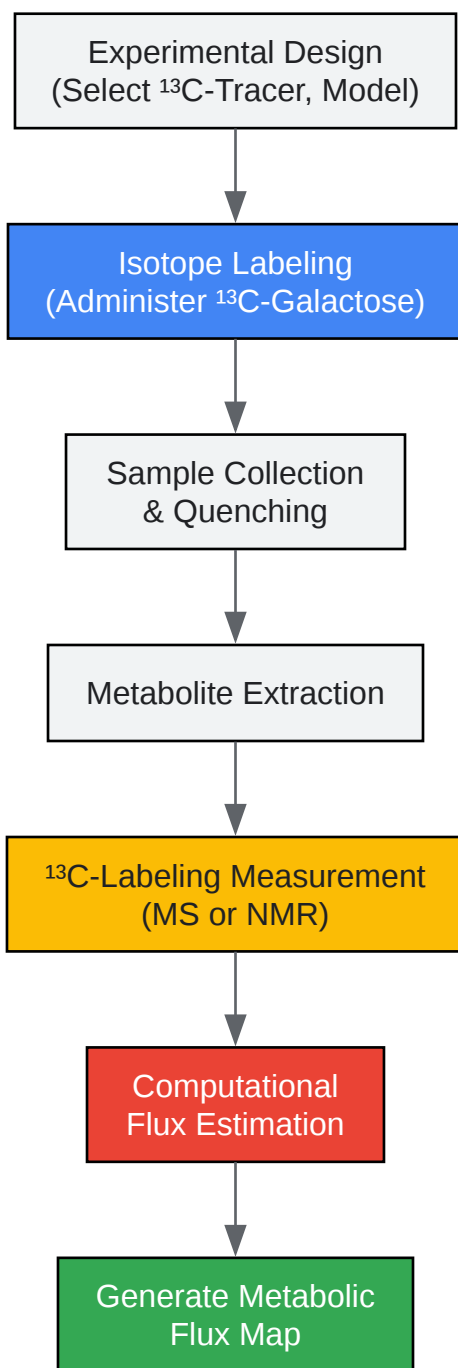 Experimental Design
(Select ¹³C-Tracer, Model)
Isotope Labeling
(Administer ¹³C-Galactose)
Sample Collection
& Quenching
Metabolite Extraction
¹³C-Labeling Measurement
(MS or NMR)
Computational
Flux Estimation
Generate Metabolic
Flux Map